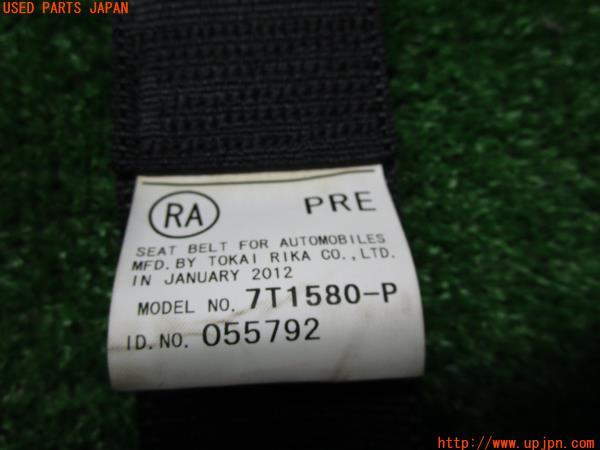 USED PARTS JAPAN
RA PRE
SEAT BELT FOR AUTOMOBILES
MFD. BY TOKAI RIKA CO., LTD.
IN JANUARY 2012
MODEL NO. 7T1580-P
ID. NO. 055792
http://www.upjpn.com/